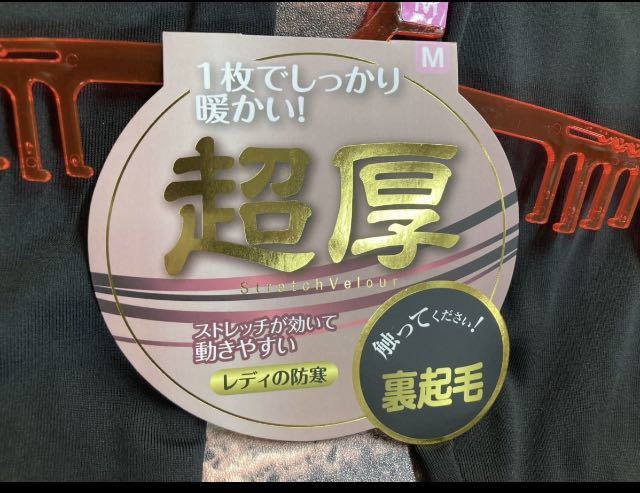 M
M
1枚でしっかり
暖かい!
超厚
StretchVelour
ストレッチが効いて
動きやすい
レディの防寒
触ってください!
裏起毛